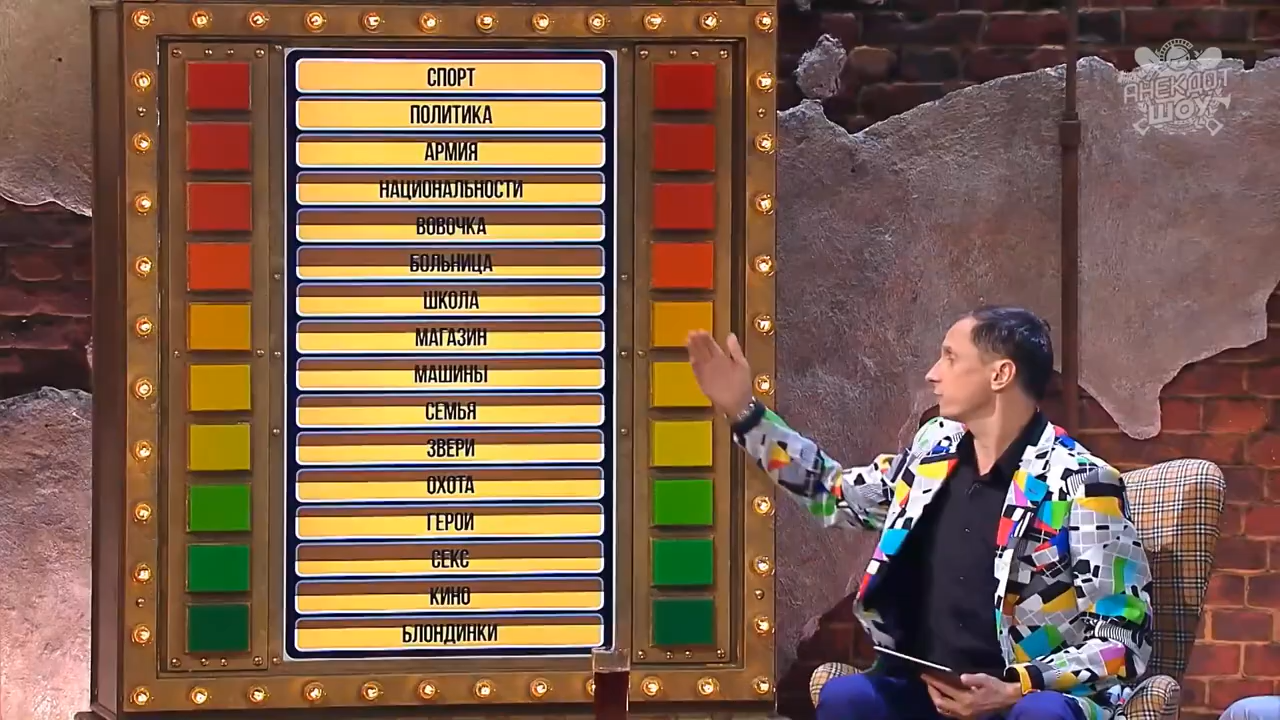 СПОРТ
ПОЛИТИКА
АРМИЯ
НАЦИОНАЛЬНОСТИ
ВОВОЧКА
БОЛЬНИЦА
ШКОЛА
МАГАЗИН
МАШИНЫ
СЕМЬЯ
ЗВЕРИ
ОХОТА
ГЕРОИ
СЕКС
КИНО
БЛОНДИНКИ
АНЕКДОТ
ШОУ